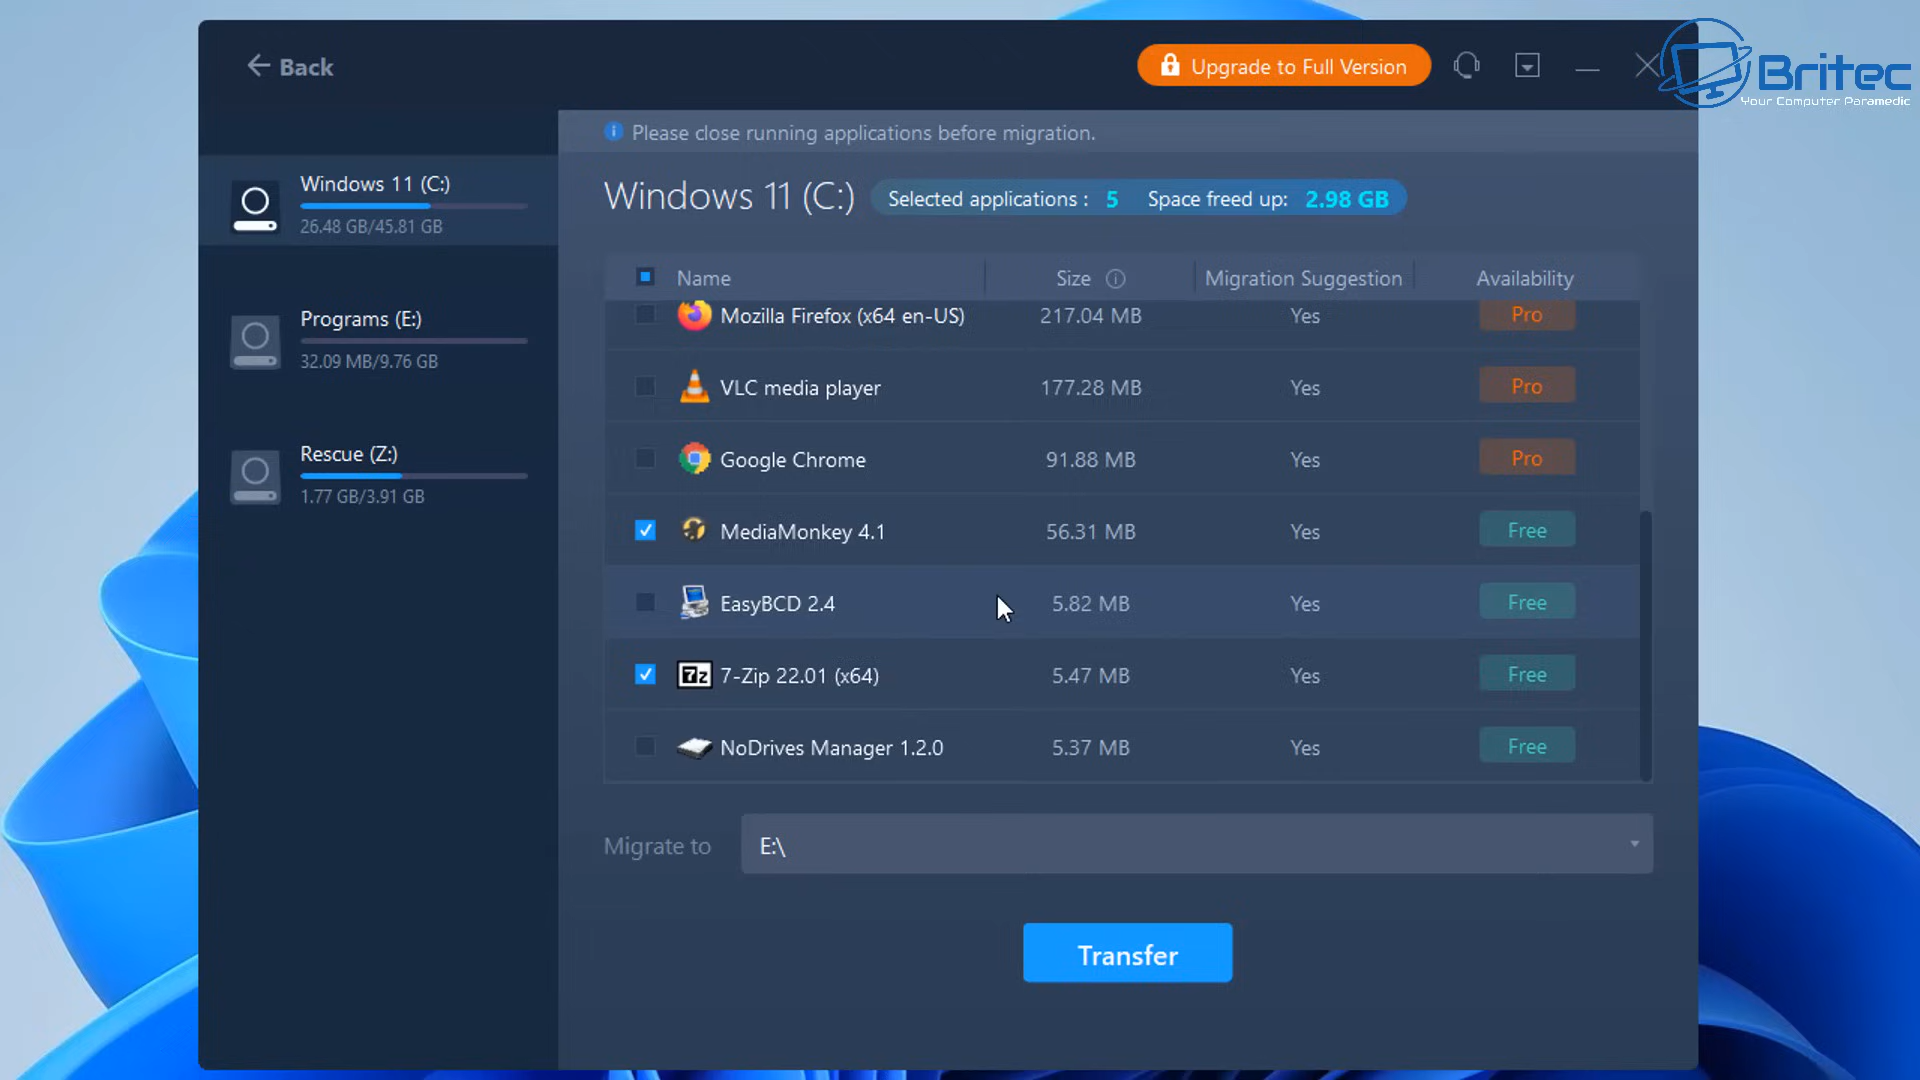 Back
Upgrade to Full Version
Britec
Your Computer Paramedic
Please close running applications before migration.
Windows 11 (C:)
26.48 GB/45.81 GB
Programs (E:)
32.09 MB/9.76 GB
Rescue (Z:)
1.77 GB/3.91 GB
Windows 11 (C:) Selected applications : 5 Space freed up: 2.98 GB
Name Size Migration Suggestion Availability
Mozilla Firefox (x64 en-US) 217.04 MB Yes Pro
VLC media player 177.28 MB Yes Pro
Google Chrome 91.88 MB Yes Pro
MediaMonkey 4.1 56.31 MB Yes Free
EasyBCD 2.4 5.82 MB Yes Free
7z 7-Zip 22.01 (x64) 5.47 MB Yes Free
NoDrives Manager 1.2.0 5.37 MB Yes Free
Migrate to E:\
Transfer